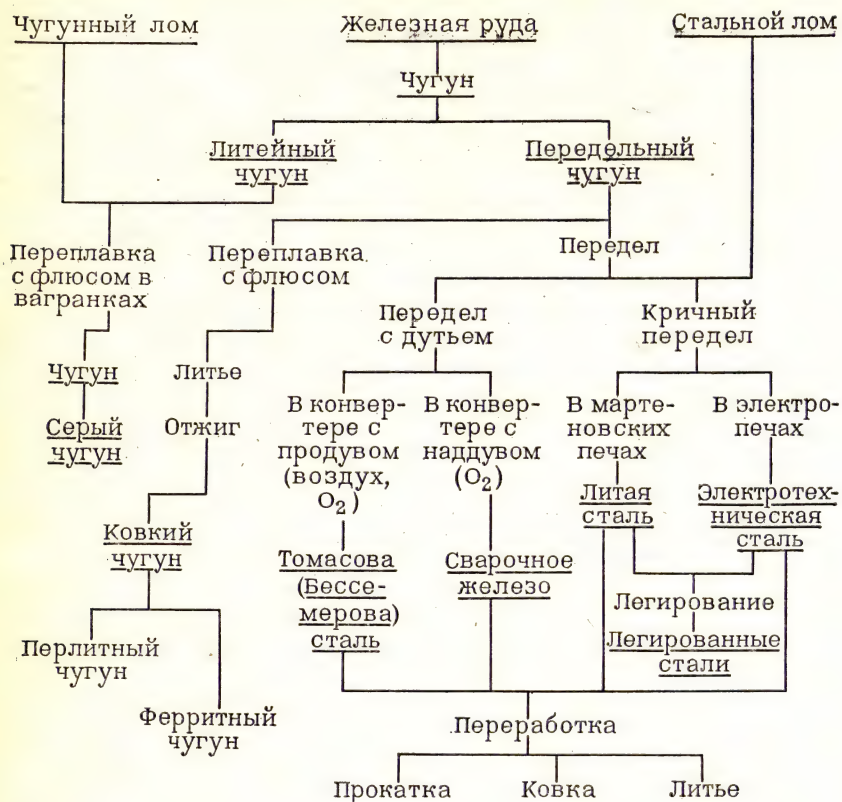 Чугунный лом
Железная руда
Стальной лом
Чугун
Литейный
чугун
Передельный
чугун
Переплавка
с флюсом в
вагранках
Переплавка
с флюсом
Передел
Передел
с дутьем
Кричный
передел
Чугун
Серый
чугун
Литье
Отжиг
В конвер-
тере с
продувом
(воздух,
O₂)
В конвер-
тере с
наддувом
(O₂)
В марте-
новских
печах
В электро-
печах
Литая
сталь
Электротех-
ническая
сталь
Ковкий
чугун
Томасова
(Бессе-
мерова)
сталь
Сварочное
железо
Легирование
Легированные
стали
Перлитный
чугун
Ферритный
чугун
Переработка
Прокатка
Ковка
Литье